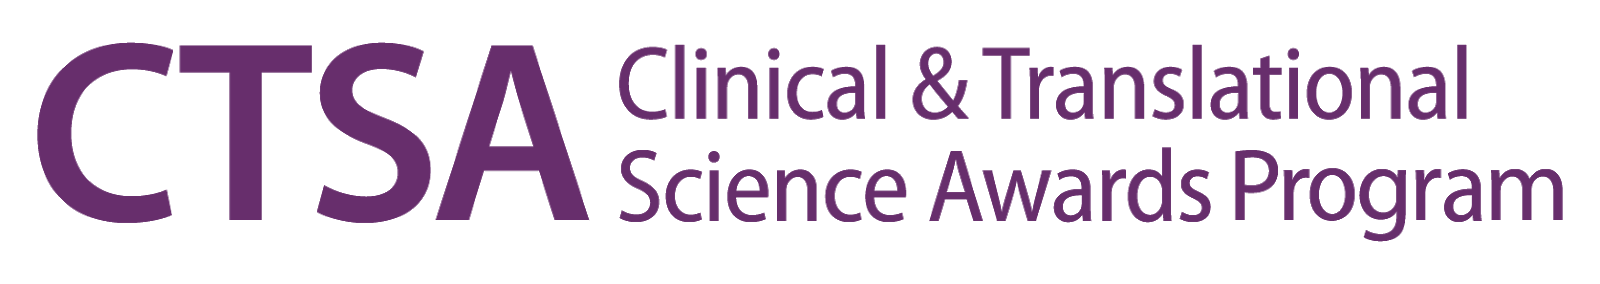 CTSA
Clinical & Translational
Science Awards Program